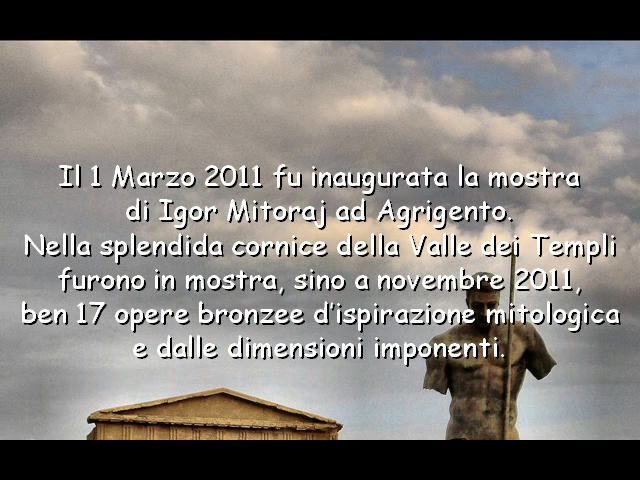 Il 1 Marzo 2011 fu inaugurata la mostra
di Igor Mitoraj ad Agrigento.
Nella splendida cornice della Valle dei Templi
furono in mostra, sino a novembre 2011,
ben 17 opere bronzee d'ispirazione mitologica
e dalle dimensioni imponenti.